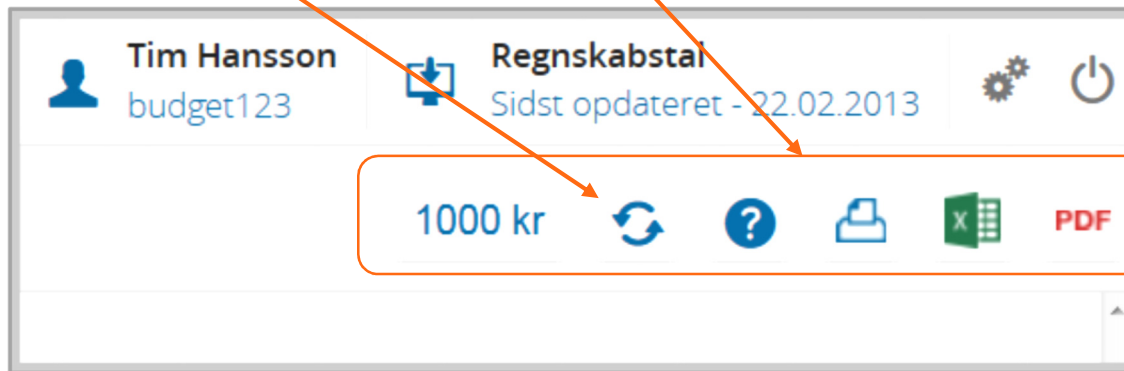 Tim Hansson
budget123
Regnskabstal
Sidst opdateret - 22.02.2013
1000 kr
?
X
PDF